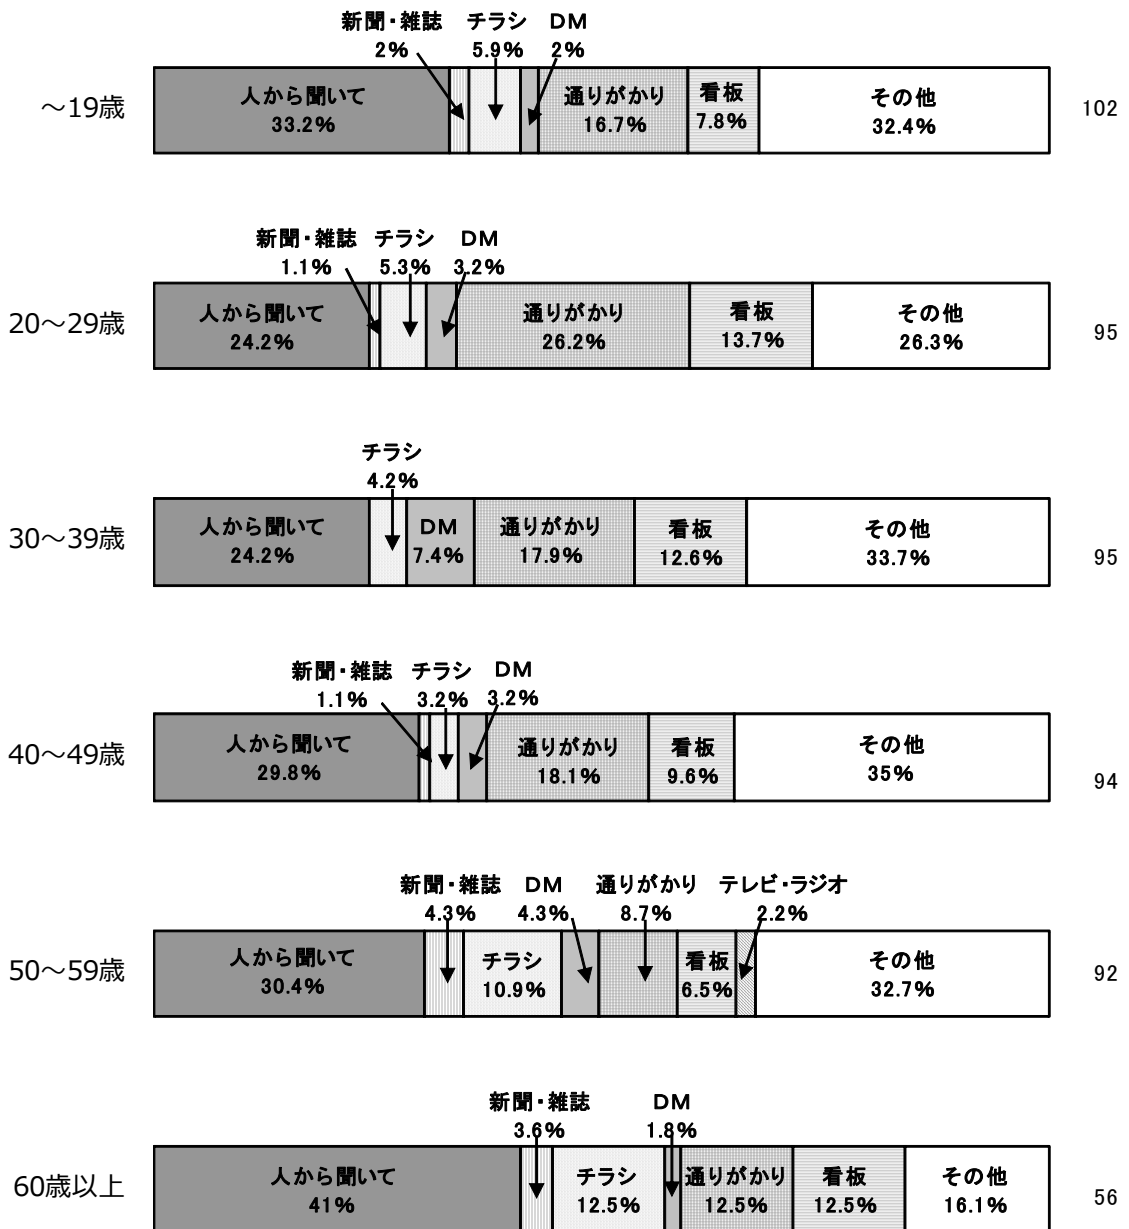 新聞・雑誌 チラシ DM
2% 5.9% 2%
～19歳 人から聞いて 通りがかり 看板 その他 102
33.2% 16.7% 7.8% 32.4%
新聞・雑誌 チラシ DM
1.1% 5.3% 3.2%
20～29歳 人から聞いて 通りがかり 看板 その他 95
24.2% 26.2% 13.7% 26.3%
チラシ
4.2%
30～39歳 人から聞いて DM 通りがかり 看板 その他 95
24.2% 7.4% 17.9% 12.6% 33.7%
新聞・雑誌 チラシ DM
1.1% 3.2% 3.2%
40～49歳 人から聞いて 通りがかり 看板 その他 94
29.8% 18.1% 9.6% 35%
新聞・雑誌 DM 通りがかり テレビ・ラジオ
4.3% 4.3% 8.7% 2.2%
50～59歳 人から聞いて チラシ 看板 その他 92
30.4% 10.9% 6.5% 32.7%
新聞・雑誌 DM
3.6% 1.8%
60歳以上 人から聞いて チラシ 通りがかり 看板 その他 56
41% 12.5% 12.5% 12.5% 16.1%